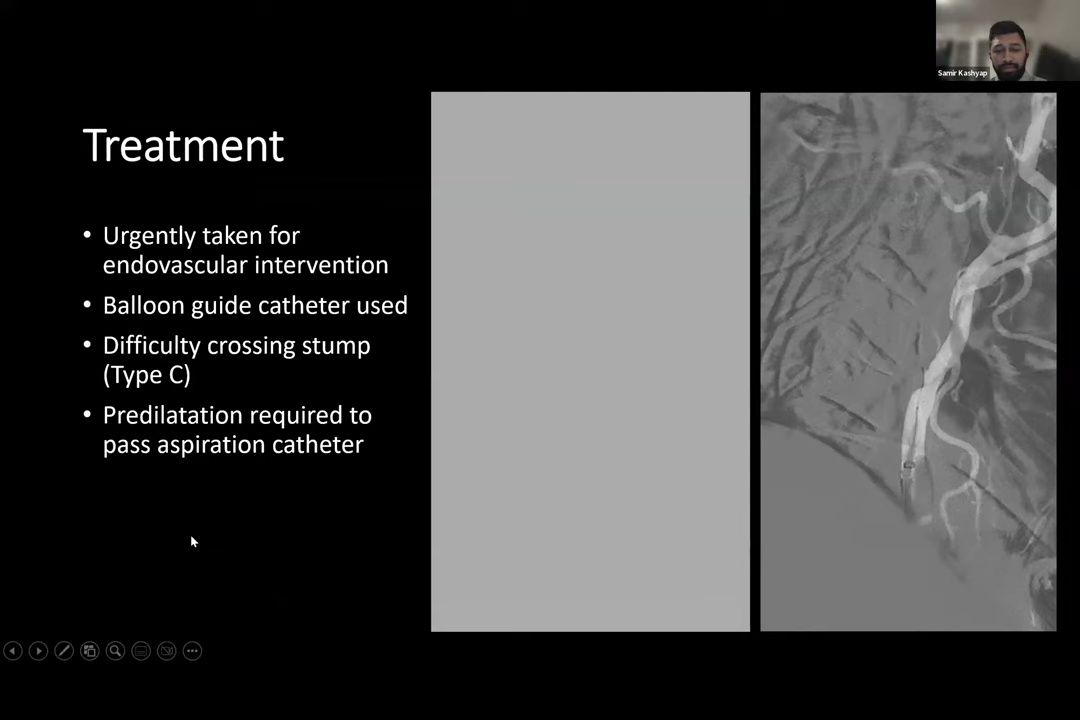 Samir Kashyap
Treatment
• Urgently taken for
endovascular intervention
• Balloon guide catheter used
• Difficulty crossing stump
(Type C)
• Predilatation required to
pass aspiration catheter